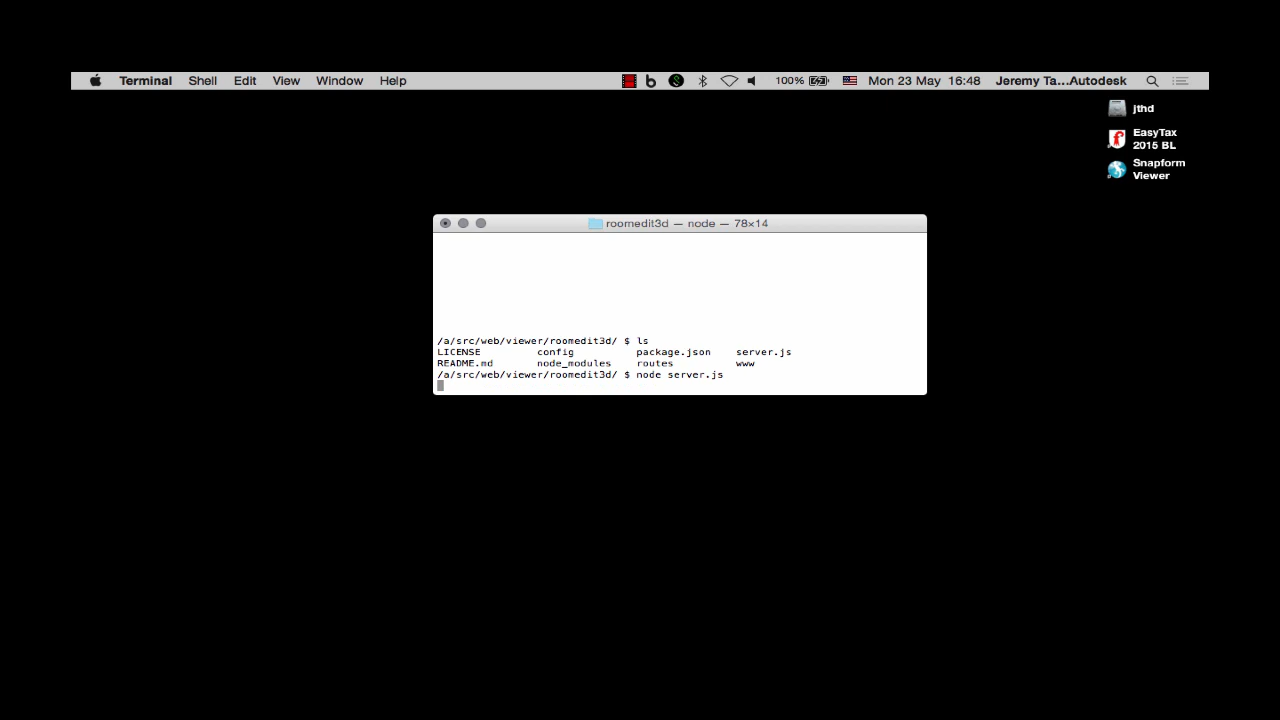 Terminal Shell Edit View Window Help 100% Mon 23 May 16:48 Jeremy Ta...Autodesk
jthd
EasyTax
2015 BL
Snapform
Viewer
roomedit3d — node — 78×14
/a/src/web/viewer/roomedit3d/ $ ls
LICENSE config package.json server.js
README.md node_modules routes www
/a/src/web/viewer/roomedit3d/ $ node server.js